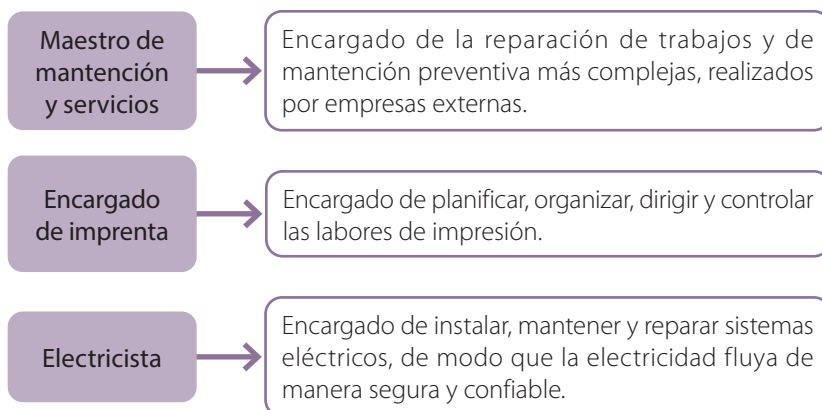 Maestro de
mantención
y servicios
Encargado de la reparación de trabajos y de
mantención preventiva más complejas, realizados
por empresas externas.
Encargado
de imprenta
Encargado de planificar, organizar, dirigir y controlar
las labores de impresión.
Electricista
Encargado de instalar, mantener y reparar sistemas
eléctricos, de modo que la electricidad fluya de
manera segura y confiable.